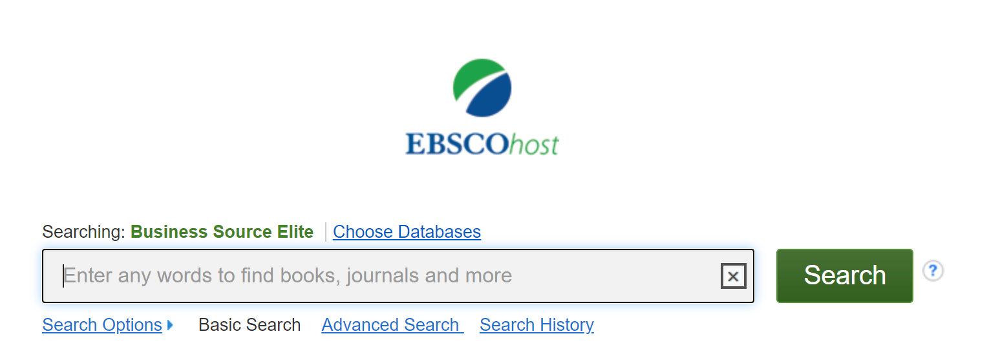 EBSCOhost
Searching: Business Source Elite Choose Databases
Enter any words to find books, journals and more
Search ?
Search Options Basic Search Advanced Search Search History